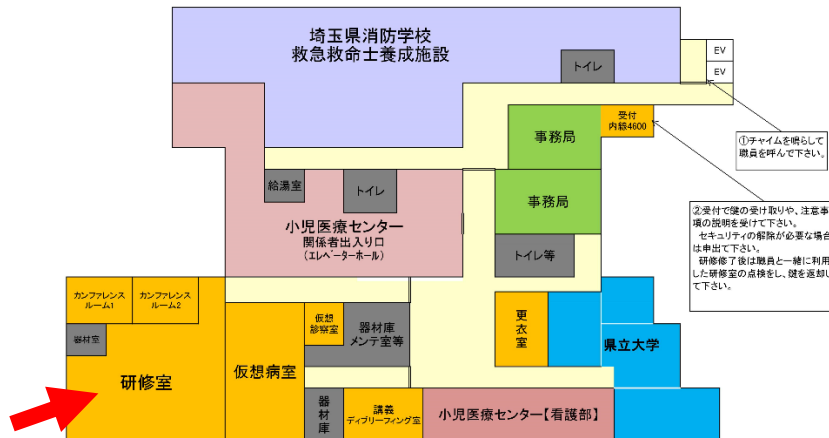 埼玉県消防学校
救急救命士養成施設
トイレ
EV
EV
事務局
受付
内線4600
①チャイムを鳴らして
職員を呼んで下さい。
給湯室
トイレ
事務局
小児医療センター
関係者出入り口
(エレベーターホール)
トイレ等
②受付で鍵の受け取りや、注意事
項の説明を受けて下さい。
セキュリティの解除が必要な場合
は申出て下さい。
研修修了後は職員と一緒に利用
した研修室の点検をし、鍵を返却し
て下さい。
カンファレンス
ルーム1
カンファレンス
ルーム2
器材室
研修室
仮想病室
仮想
診察室
器材庫
メンテ室等
更
衣
室
県立大学
器
材
庫
講義
ディブリーフィング室
小児医療センター【看護部】